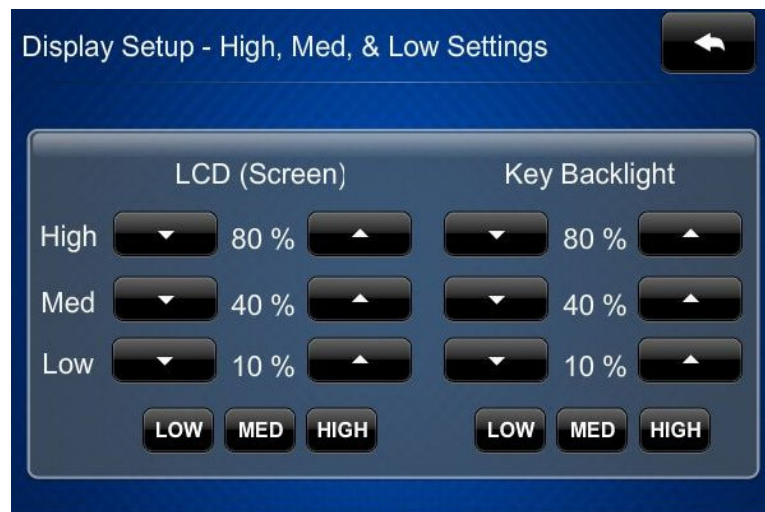 Display Setup - High, Med, & Low Settings
LCD (Screen) Key Backlight
High 80 % 80 %
Med 40 % 40 %
Low 10 % 10 %
LOW MED HIGH LOW MED HIGH